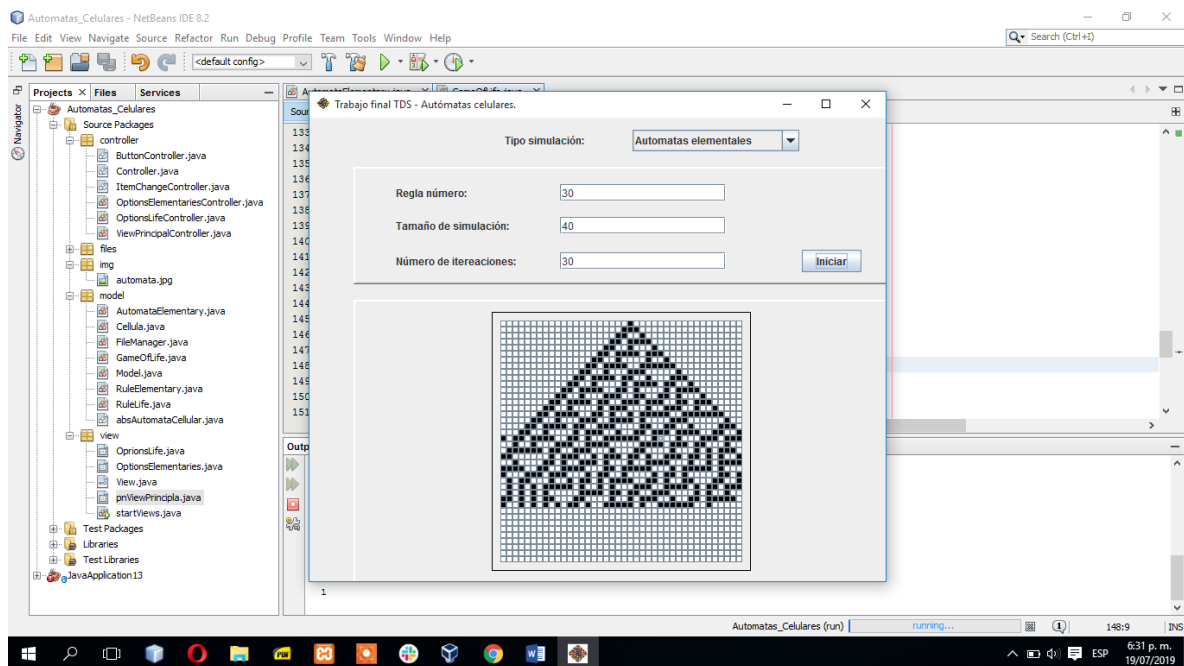 Automatas_Celulares - NetBeans IDE 8.2
File Edit View Navigate Source Refactor Run Debug Profile Team Tools Window Help
Search (Ctrl+I)
<default config>
Projects × Files Services
Navigator
Automatas_Celulares
Source Packages
controller
ButtonController.java
Controller.java
ItemChangeController.java
OptionsElementariesController.java
OptionsLifeController.java
ViewPrincipalController.java
files
img
automata.jpg
model
AutomataElementary.java
Cellula.java
FileManager.java
GameOfLife.java
Model.java
RuleElementary.java
RuleLife.java
absAutomataCellular.java
view
OprionsLife.java
OptionsElementaries.java
View.java
pnViewPrincipla.java
startViews.java
Test Packages
Libraries
Test Libraries
JavaApplication13
Sour
133
134
135
136
137
138
139
140
141
142
143
144
145
146
147
148
149
150
151
Trabajo final TDS - Autómatas celulares.
Tipo simulación: Automatas elementales
Regla número: 30
Tamaño de simulación: 40
Número de itereaciones: 30
Iniciar
Outp
1
Automatas_Celulares (run) running... 1 148:9 INS
PDF
ESP
6:31 p. m.
19/07/2019